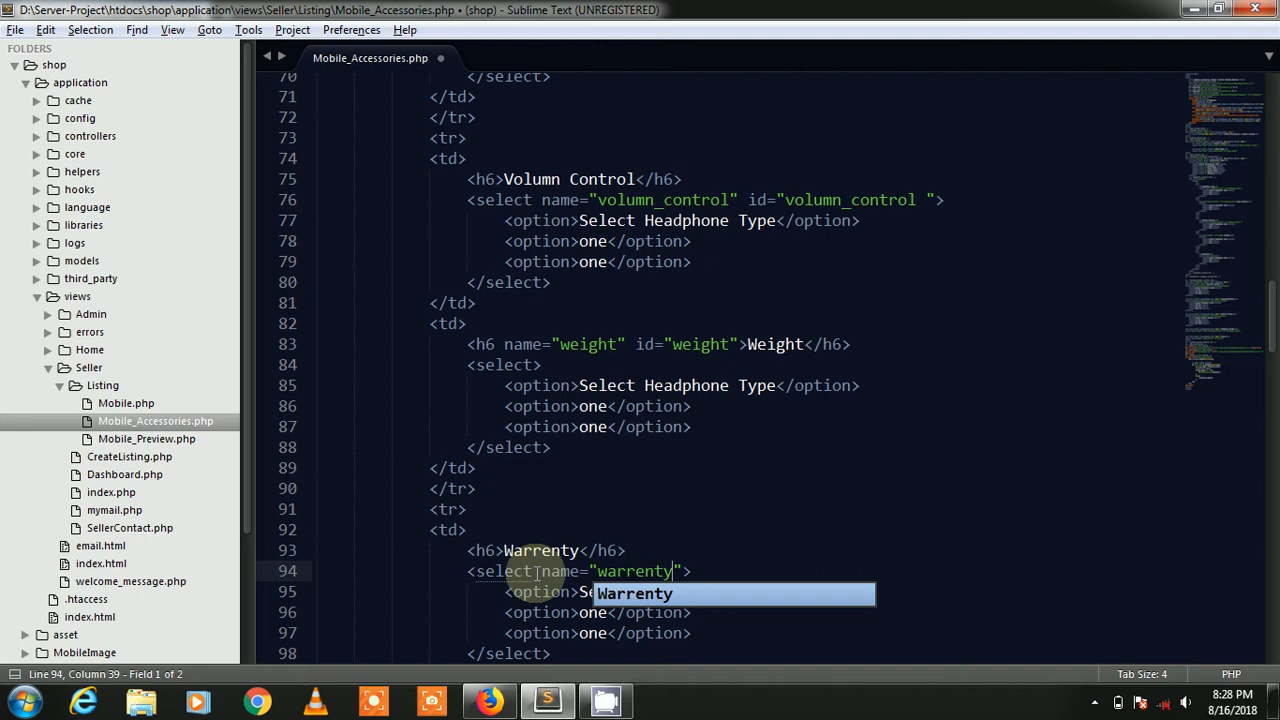 D:\Server-Project\htdocs\shop\application\views\Seller\Listing\Mobile_Accessories.php • (shop) - Sublime Text (UNREGISTERED)
File Edit Selection Find View Goto Tools Project Preferences Help
FOLDERS
shop
application
cache
config
controllers
core
helpers
hooks
language
libraries
logs
models
third_party
views
Admin
errors
Home
Seller
Listing
Mobile.php
Mobile_Accessories.php
Mobile_Preview.php
CreateListing.php
Dashboard.php
index.php
mymail.php
SellerContact.php
email.html
index.html
welcome_message.php
.htaccess
index.html
asset
MobileImage
Mobile_Accessories.php
70 </select>
71 </td>
72 </tr>
73 <tr>
74 <td>
75 <h6>Volumn Control</h6>
76 <select name="volumn_control" id="volumn_control ">
77 <option>Select Headphone Type</option>
78 <option>one</option>
79 <option>one</option>
80 </select>
81 </td>
82 <td>
83 <h6 name="weight" id="weight">Weight</h6>
84 <select>
85 <option>Select Headphone Type</option>
86 <option>one</option>
87 <option>one</option>
88 </select>
89 </td>
90 </tr>
91 <tr>
92 <td>
93 <h6>Warrenty</h6>
94 <select name="warrenty">
95 <option>Se
Warrenty
96 <option>one</option>
97 <option>one</option>
98 </select>
Line 94, Column 39 - Field 1 of 2
Tab Size: 4
PHP
8:28 PM
8/16/2018